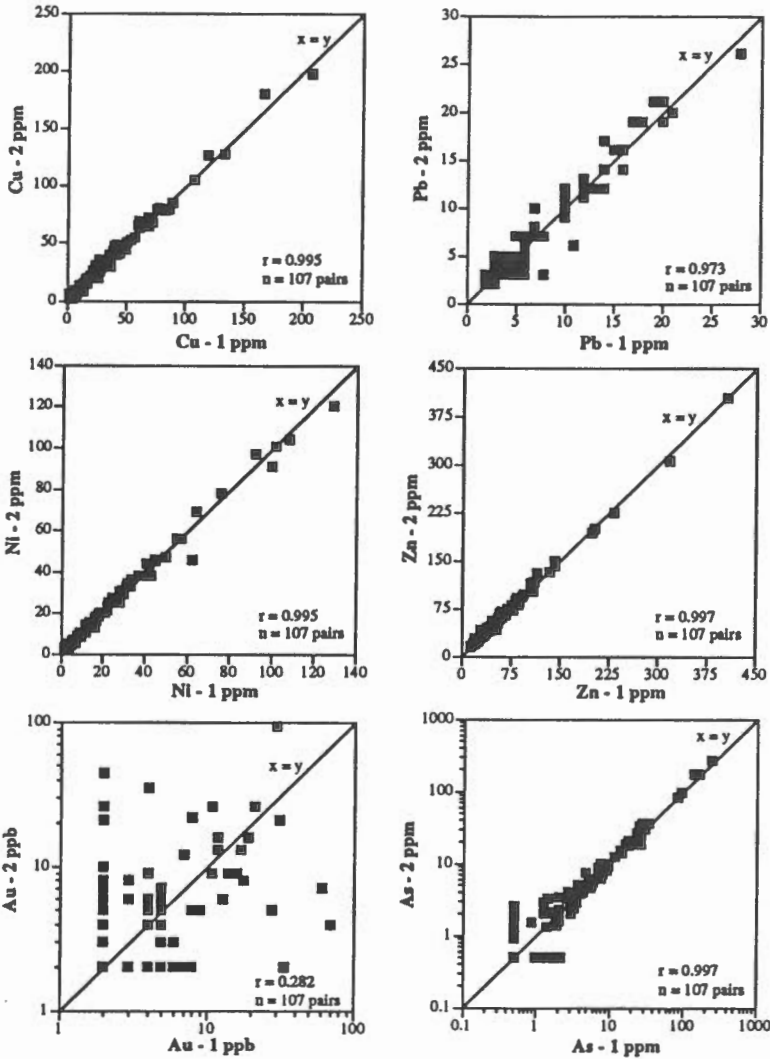 250
200
150
100
50
0
Cu - 2 ppm
x = y
r = 0.995
n = 107 pairs
0 50 100 150 200 250
Cu - 1 ppm
30
25
20
15
10
5
0
Pb - 2 ppm
x = y
r = 0.973
n = 107 pairs
0 5 10 15 20 25 30
Pb - 1 ppm
140
120
100
80
60
40
20
0
Ni - 2 ppm
x = y
r = 0.995
n = 107 pairs
0 20 40 60 80 100 120 140
Ni - 1 ppm
450
375
300
225
150
75
0
Zn - 2 ppm
x = y
r = 0.997
n = 107 pairs
0 75 150 225 300 375 450
Zn - 1 ppm
100
10
1
Au - 2 ppb
x = y
r = 0.282
n = 107 pairs
1 10 100
Au - 1 ppb
1000
100
10
1
0.1
As - 2 ppm
x = y
r = 0.997
n = 107 pairs
0.1 1 10 100 1000
As - 1 ppm